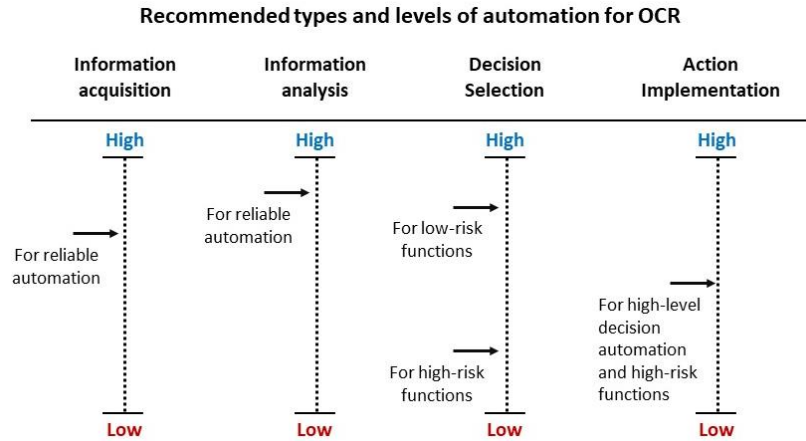 Recommended types and levels of automation for OCR
Information
acquisition
Information
analysis
Decision
Selection
Action
Implementation
High
High
High
High
For reliable
automation
For reliable
automation
For low-risk
functions
For high-risk
functions
For high-level
decision
automation
and high-risk
functions
Low
Low
Low
Low